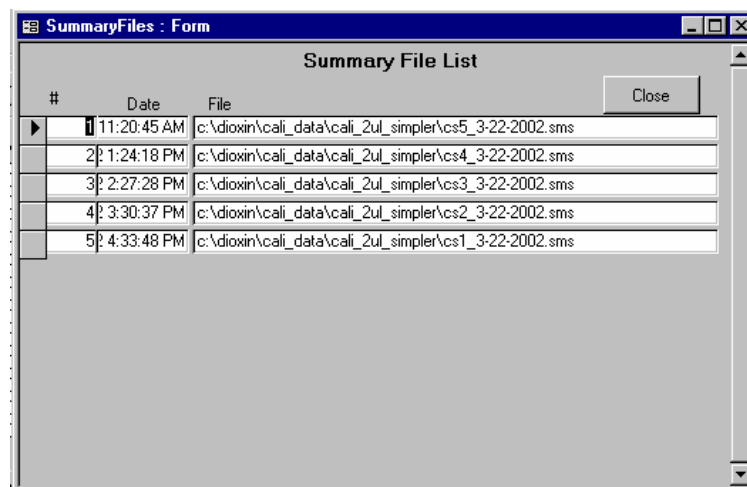 SummaryFiles : Form
Summary File List
Close
# Date File
1 11:20:45 AM c:\dioxin\cali_data\cali_2ul_simpler\cs5_3-22-2002.sms
2 1:24:18 PM c:\dioxin\cali_data\cali_2ul_simpler\cs4_3-22-2002.sms
3 2:27:28 PM c:\dioxin\cali_data\cali_2ul_simpler\cs3_3-22-2002.sms
4 3:30:37 PM c:\dioxin\cali_data\cali_2ul_simpler\cs2_3-22-2002.sms
5 4:33:48 PM c:\dioxin\cali_data\cali_2ul_simpler\cs1_3-22-2002.sms